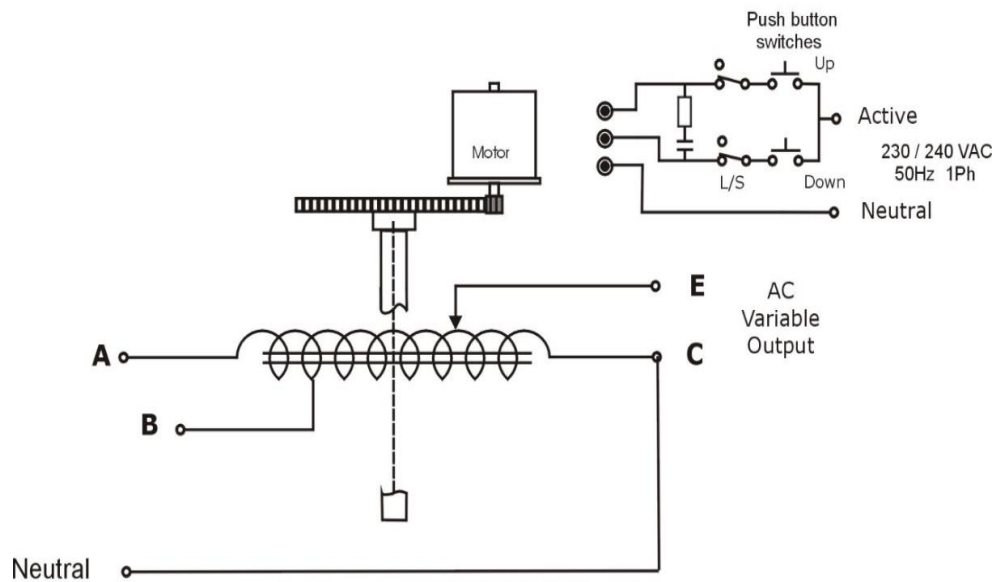 Push button
switches
Up
Active
Motor
230 / 240 VAC
50Hz 1Ph
L/S
Down
Neutral
E
AC
Variable
Output
A
C
B
Neutral